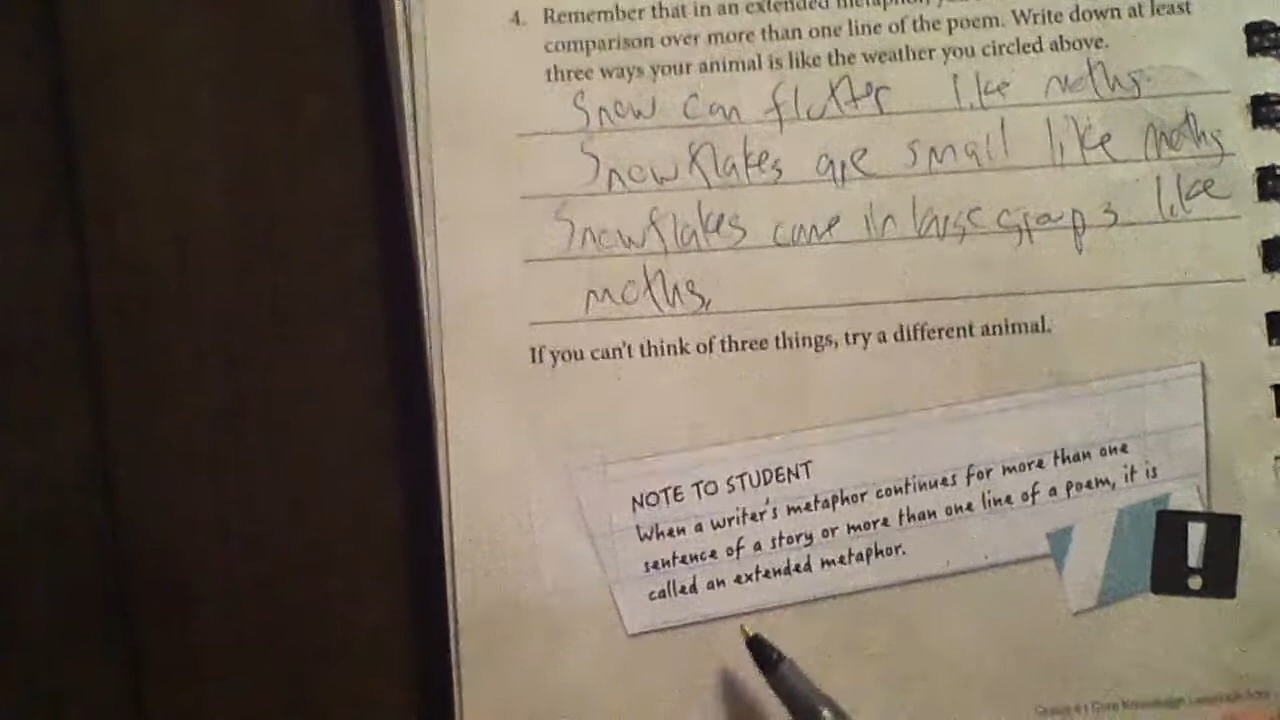 4. Remember that in an extended metaphor, you
comparison over more than one line of the poem. Write down at least
three ways your animal is like the weather you circled above.
Snow can flutter like moths.
Snowflakes are small like moths
Snowflakes come in large groups like
moths.
If you can't think of three things, try a different animal.
NOTE TO STUDENT
When a writer's metaphor continues for more than one
sentence of a story or more than one line of a poem, it is
called an extended metaphor.
!
Core Knowledge